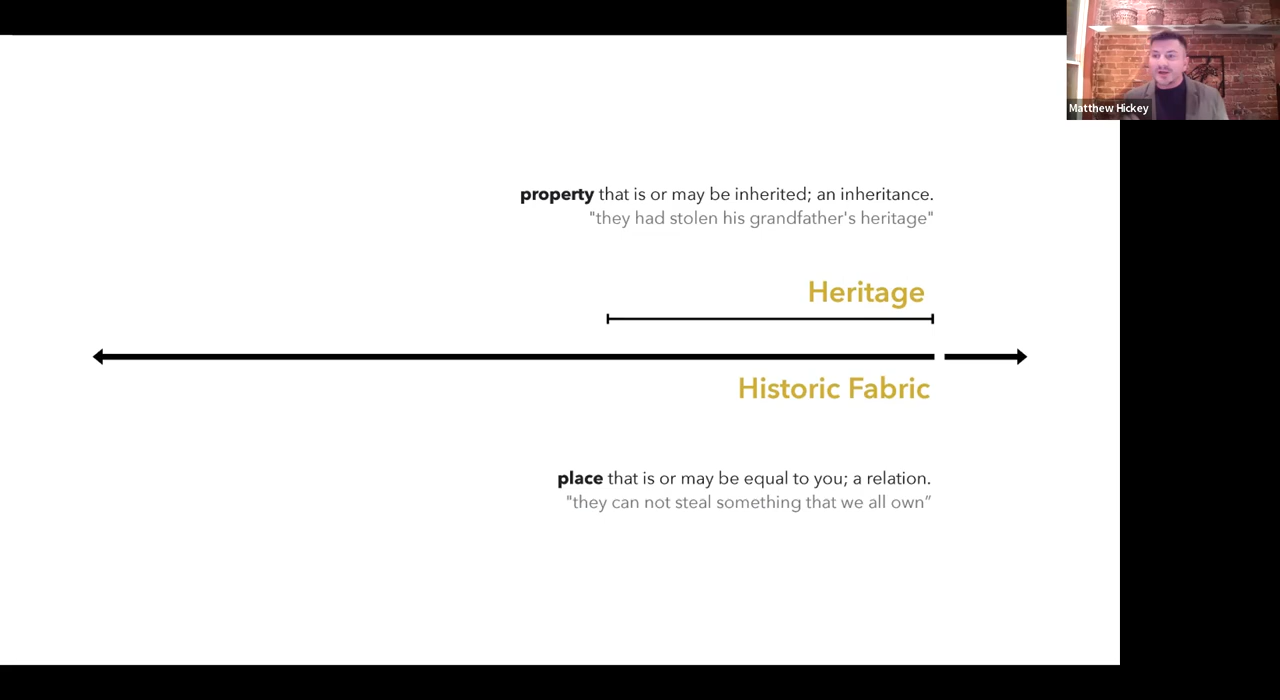 Matthew Hickey
property that is or may be inherited; an inheritance.
"they had stolen his grandfather's heritage"
Heritage
Historic Fabric
place that is or may be equal to you; a relation.
"they can not steal something that we all own”